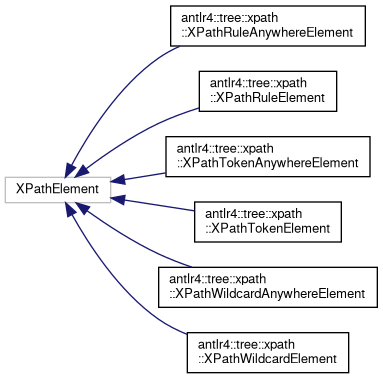 antlr4::tree::xpath
::XPathRuleAnywhereElement
antlr4::tree::xpath
::XPathRuleElement
antlr4::tree::xpath
::XPathTokenAnywhereElement
XPathElement
antlr4::tree::xpath
::XPathTokenElement
antlr4::tree::xpath
::XPathWildcardAnywhereElement
antlr4::tree::xpath
::XPathWildcardElement